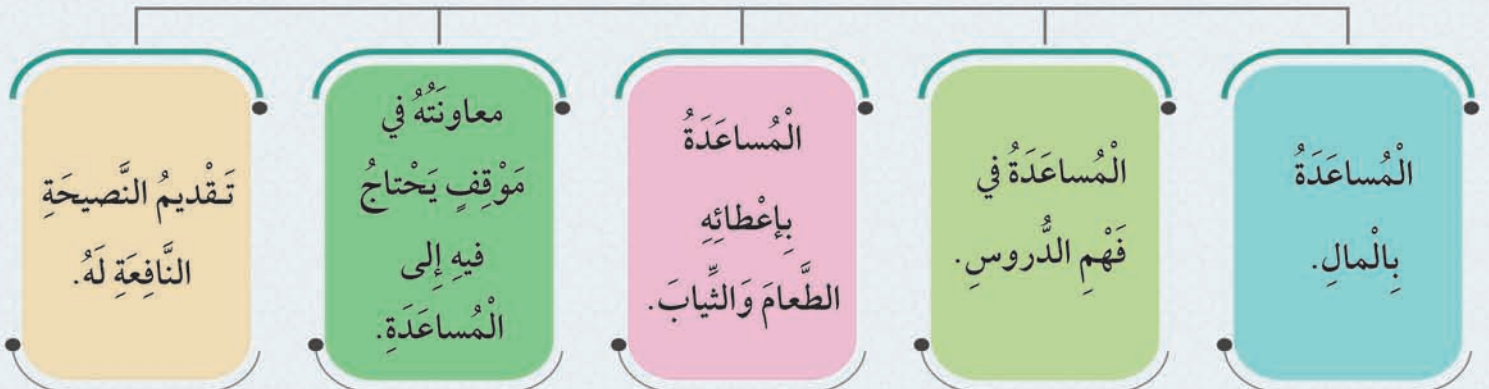 الْمُساعَدَةُ
بِالْمالِ.
الْمُساعَدَةُ في
فَهْمِ الدُّروسِ.
الْمُساعَدَةُ
بِإعْطائِهِ
الطَّعامَ وَالثِّيابَ.
معاونَتُهُ في
مَوْقِفٍ يَحْتاجُ
فيهِ إِلى
الْمُساعَدَةِ.
تَقْديمُ النَّصيحَةِ
النَّافِعَةِ لَهُ.